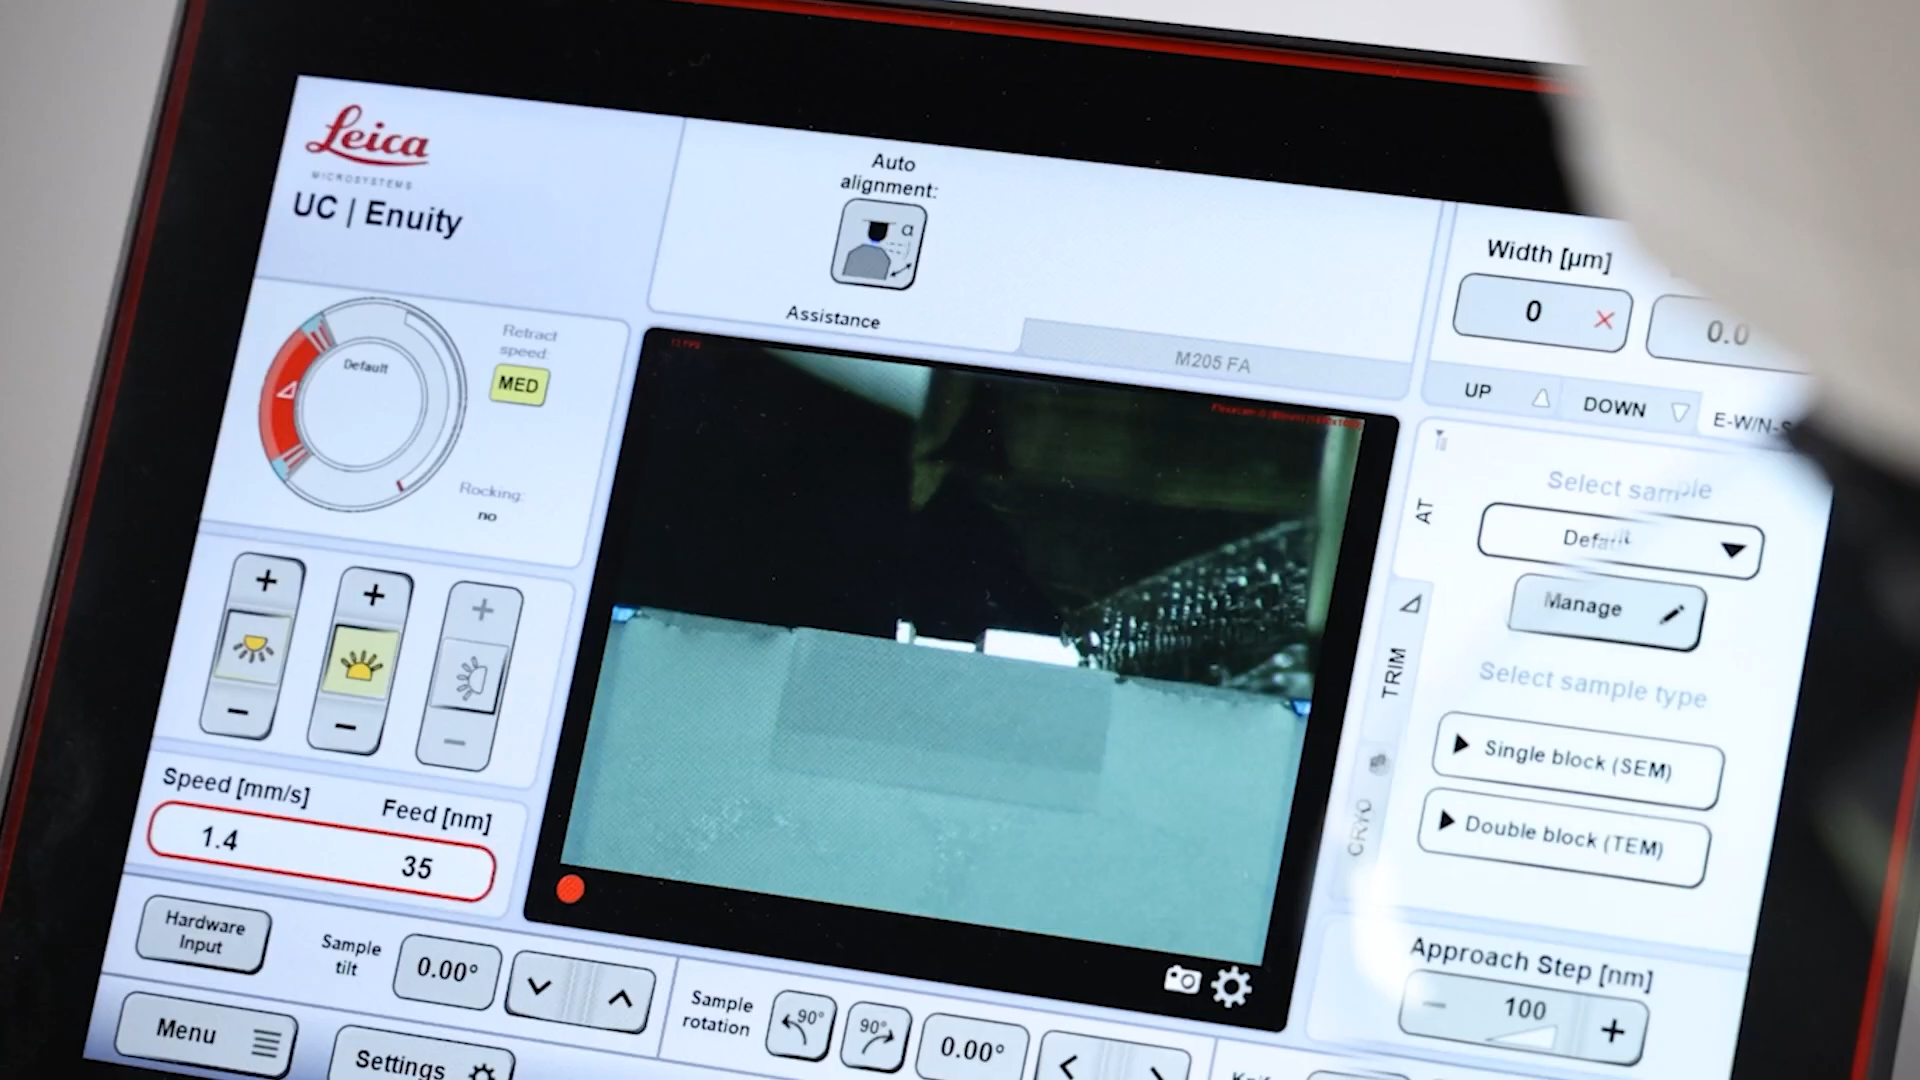 Leica
MICROSYSTEMS
UC | Enuity
Auto
alignment:
α
Assistance
M205 FA
Width [µm]
0
0.0
UP
DOWN
E-W/N-S
Default
Retract
speed:
MED
Rocking:
no
11 FPS
AT
TRIM
CRYO
Select sample
Default
Manage
Select sample type
Single block (SEM)
Double block (TEM)
Speed [mm/s]
Feed [nm]
1.4
35
Approach Step [nm]
100
Hardware
Input
Sample
tilt
0.00°
Sample
rotation
90°
90°
0.00°
Menu
Settings